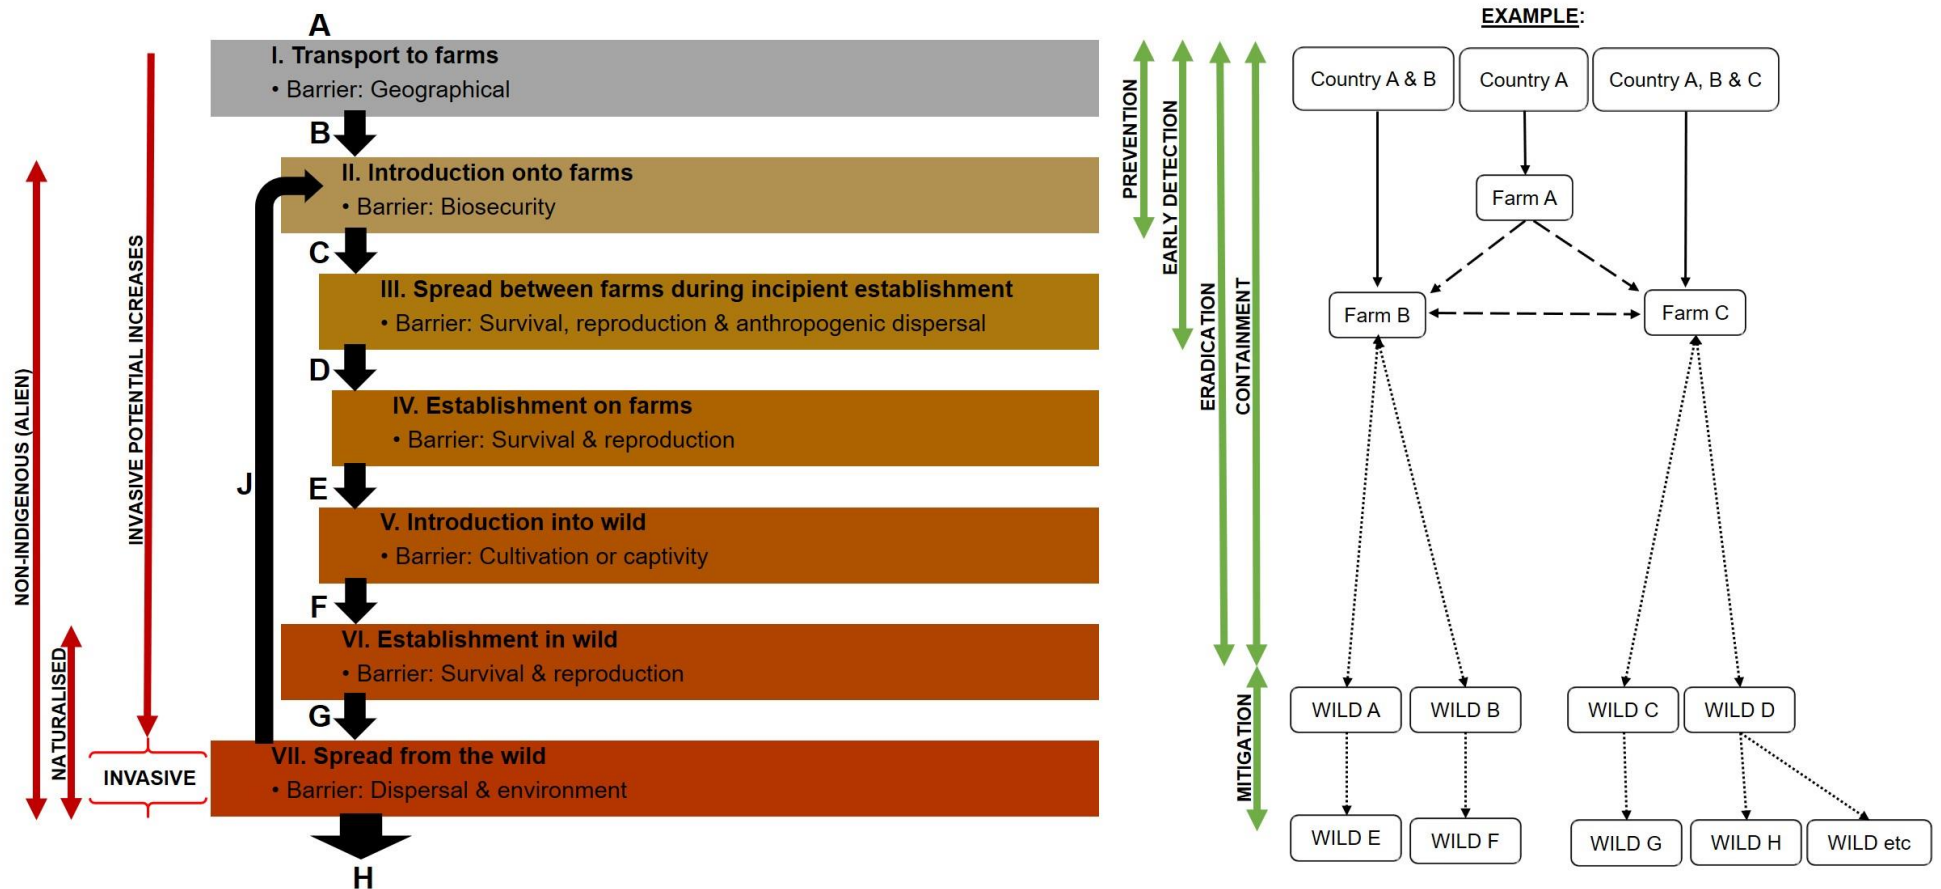 A
I. Transport to farms
• Barrier: Geographical
B
II. Introduction onto farms
• Barrier: Biosecurity
C
III. Spread between farms during incipient establishment
• Barrier: Survival, reproduction & anthropogenic dispersal
D
IV. Establishment on farms
• Barrier: Survival & reproduction
E
V. Introduction into wild
• Barrier: Cultivation or captivity
F
VI. Establishment in wild
• Barrier: Survival & reproduction
G
VII. Spread from the wild
• Barrier: Dispersal & environment
H
J
NON-INDIGENOUS (ALIEN)
NATURALISED
INVASIVE POTENTIAL INCREASES
INVASIVE
PREVENTION
EARLY DETECTION
ERADICATION
CONTAINMENT
MITIGATION
EXAMPLE:
Country A & B
Country A
Country A, B & C
Farm A
Farm B
Farm C
WILD A
WILD B
WILD C
WILD D
WILD E
WILD F
WILD G
WILD H
WILD etc